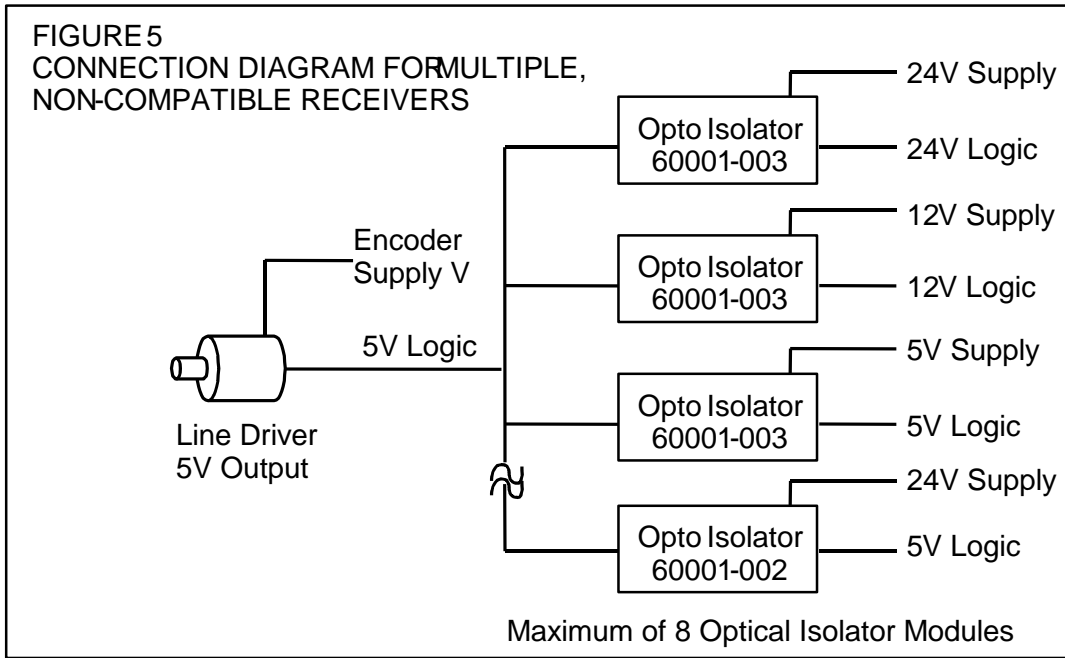 FIGURE 5
CONNECTION DIAGRAM FOR MULTIPLE,
NON-COMPATIBLE RECEIVERS
Encoder
Supply V
5V Logic
Line Driver
5V Output
Opto Isolator
60001-003
24V Supply
24V Logic
Opto Isolator
60001-003
12V Supply
12V Logic
Opto Isolator
60001-003
5V Supply
5V Logic
Opto Isolator
60001-002
24V Supply
5V Logic
Maximum of 8 Optical Isolator Modules